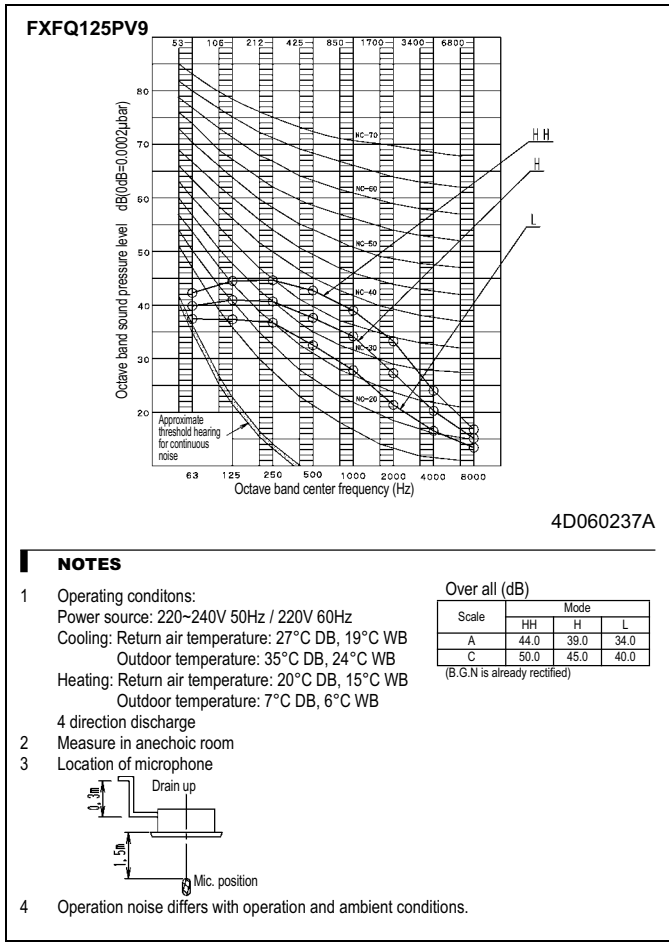 FXFQ125PV9
53 106 212 425 850 1700 3400 6800
Octave band sound pressure level dB(0dB=0.0002μbar)
80
70
60
50
40
30
20
NC-70
NC-60
NC-50
NC-40
NC-30
NC-20
H H
H
L
Approximate
threshold hearing
for continuous
noise
63 125 250 500 1000 2000 4000 8000
Octave band center frequency (Hz)
4D060237A
NOTES
1 Operating conditons:
Power source: 220~240V 50Hz / 220V 60Hz
Cooling: Return air temperature: 27°C DB, 19°C WB
Outdoor temperature: 35°C DB, 24°C WB
Heating: Return air temperature: 20°C DB, 15°C WB
Outdoor temperature: 7°C DB, 6°C WB
4 direction discharge
2 Measure in anechoic room
3 Location of microphone
Drain up
0.3m
1.5m
Mic. position
4 Operation noise differs with operation and ambient conditions.
Over all (dB)
Scale Mode
HH H L
A 44.0 39.0 34.0
C 50.0 45.0 40.0
(B.G.N is already rectified)